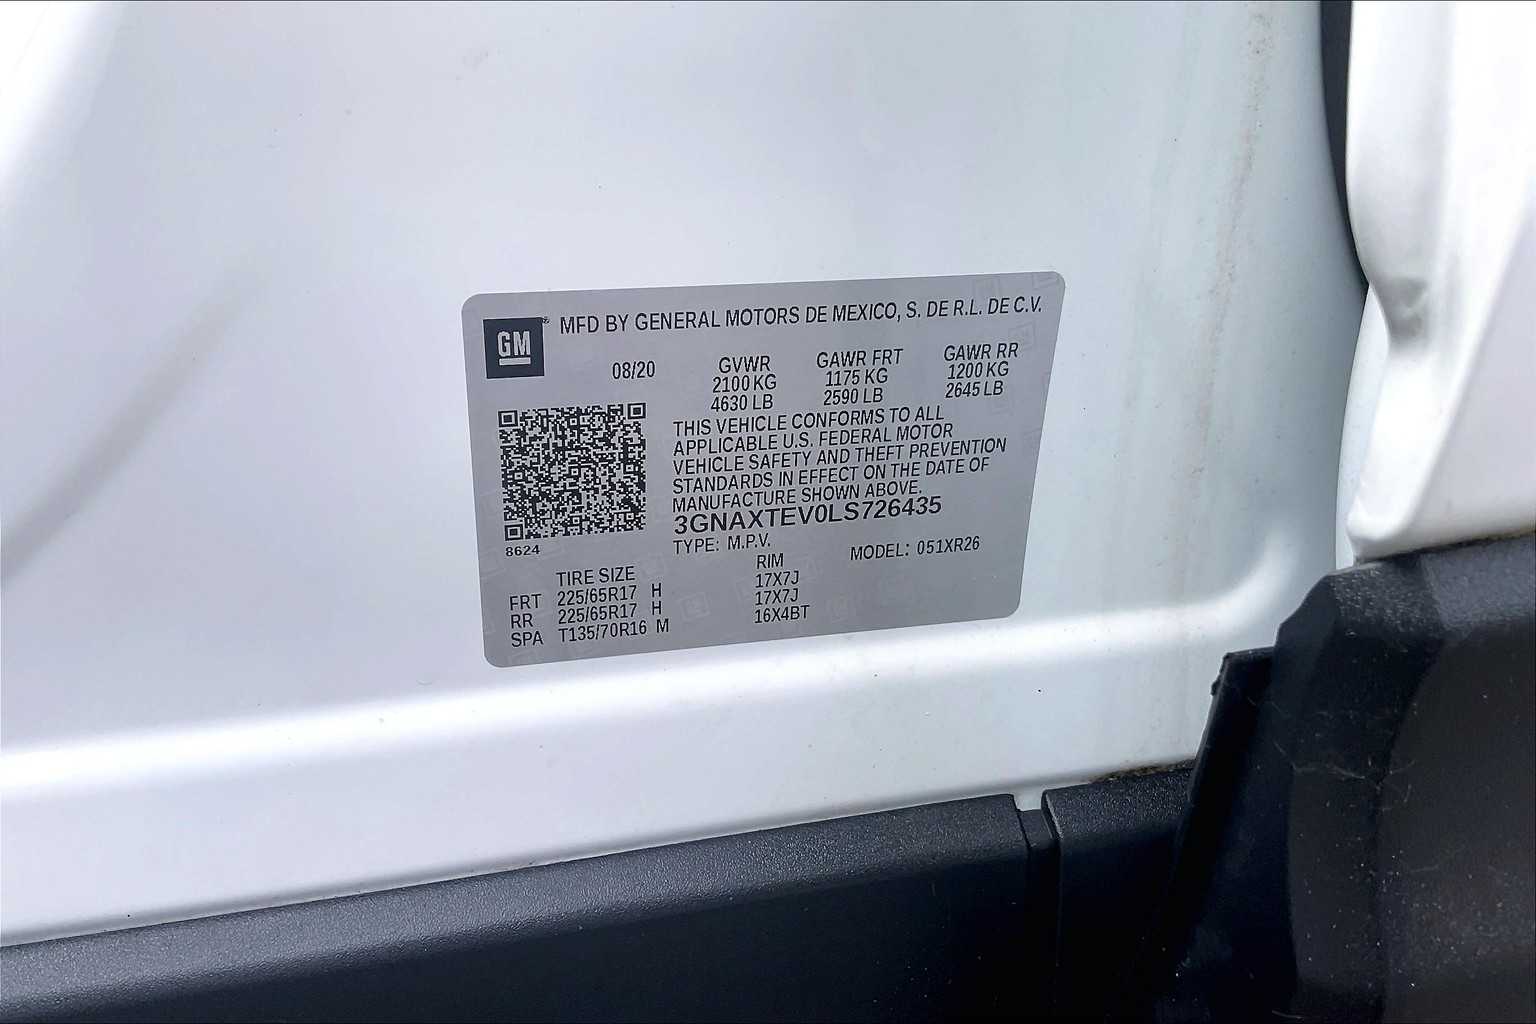 GM
MFD BY GENERAL MOTORS DE MEXICO, S. DE R.L. DE C.V.
08/20 GVWR GAWR FRT GAWR RR
2100 KG 1175 KG 1200 KG
4630 LB 2590 LB 2645 LB
THIS VEHICLE CONFORMS TO ALL
APPLICABLE U.S. FEDERAL MOTOR
VEHICLE SAFETY AND THEFT PREVENTION
STANDARDS IN EFFECT ON THE DATE OF
MANUFACTURE SHOWN ABOVE.
3GNAXTEV0LS726435
8624
TYPE: M.P.V. MODEL: 051XR26
TIRE SIZE RIM
FRT 225/65R17 H 17X7J
RR 225/65R17 H 17X7J
SPA T135/70R16 M 16X4BT